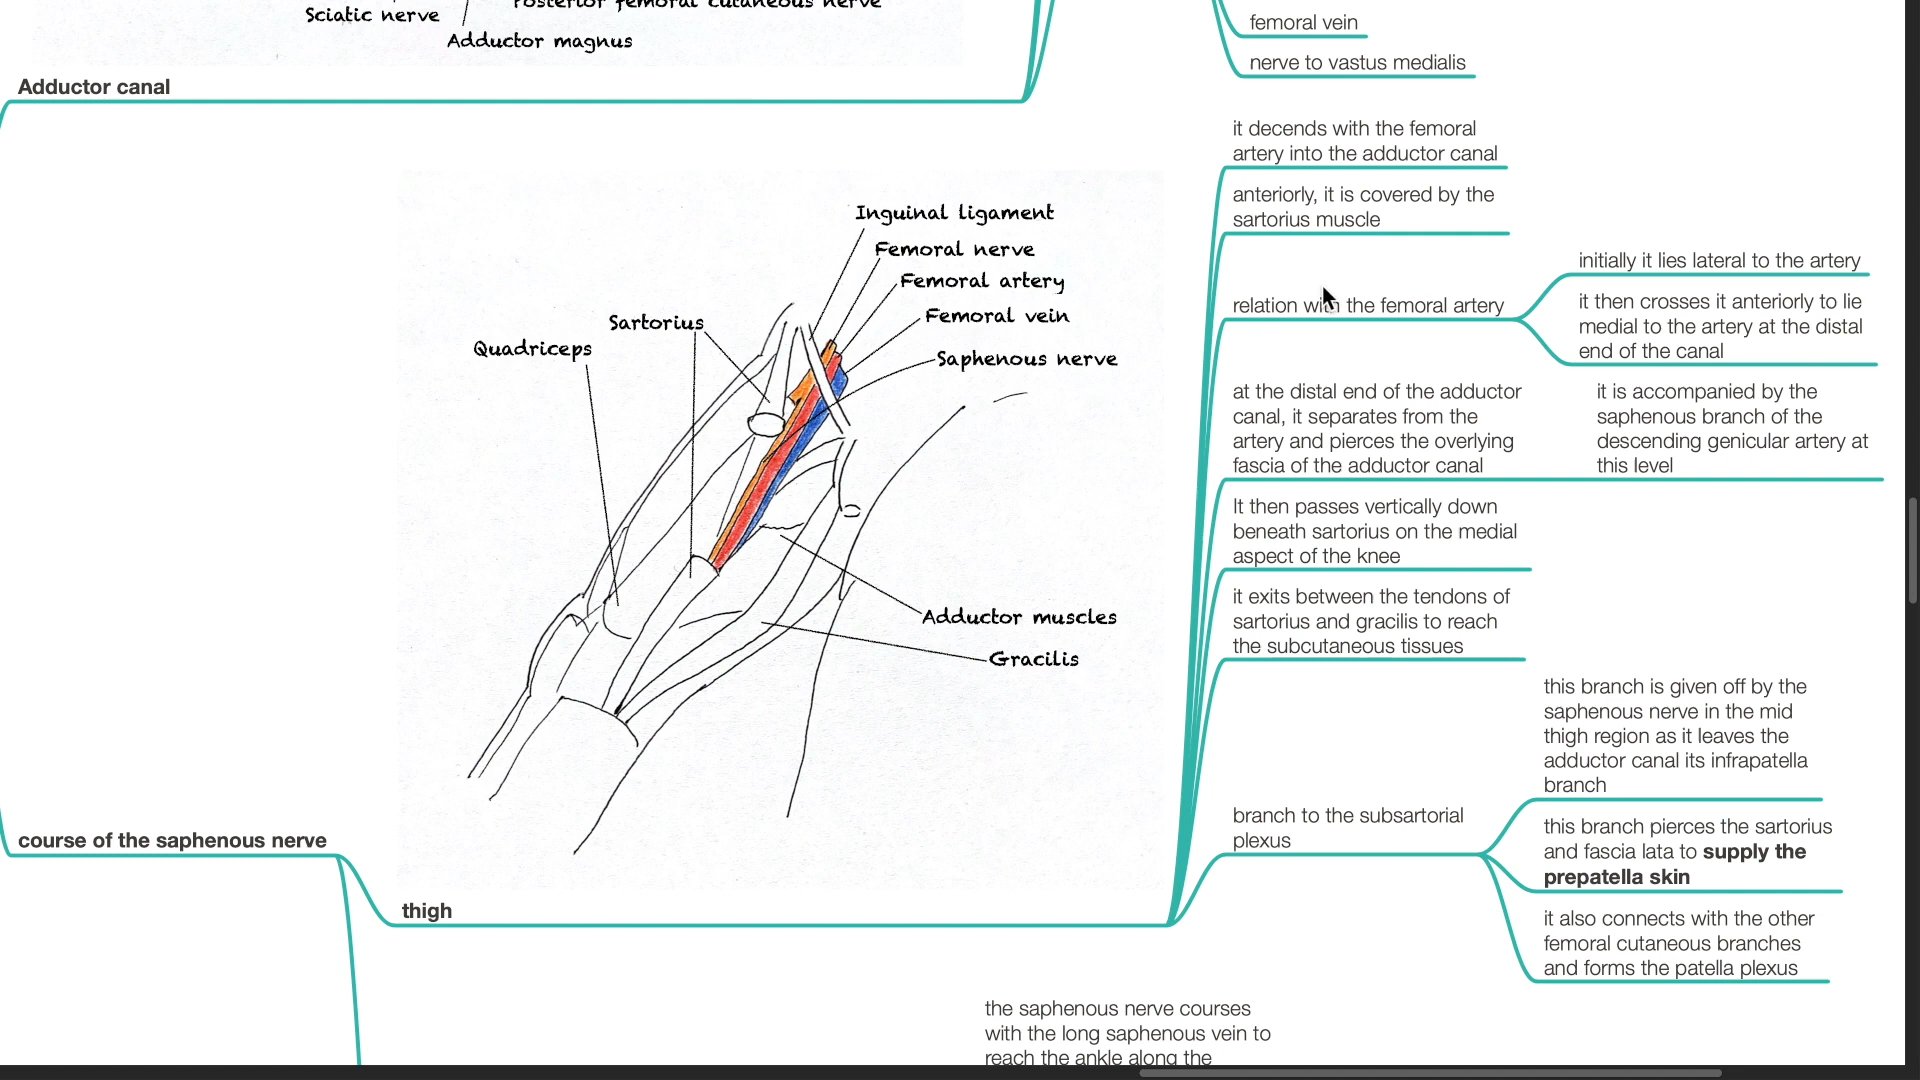 Posterior femoral cutaneous nerve
Sciatic nerve
Adductor magnus
Adductor canal
femoral vein
nerve to vastus medialis
Inguinal ligament
Femoral nerve
Femoral artery
Femoral vein
Saphenous nerve
Sartorius
Quadriceps
Adductor muscles
Gracilis
course of the saphenous nerve
thigh
it decends with the femoral
artery into the adductor canal
anteriorly, it is covered by the
sartorius muscle
relation with the femoral artery
initially it lies lateral to the artery
it then crosses it anteriorly to lie
medial to the artery at the distal
end of the canal
at the distal end of the adductor
canal, it separates from the
artery and pierces the overlying
fascia of the adductor canal
it is accompanied by the
saphenous branch of the
descending genicular artery at
this level
It then passes vertically down
beneath sartorius on the medial
aspect of the knee
it exits between the tendons of
sartorius and gracilis to reach
the subcutaneous tissues
branch to the subsartorial
plexus
this branch is given off by the
saphenous nerve in the mid
thigh region as it leaves the
adductor canal its infrapatella
branch
this branch pierces the sartorius
and fascia lata to supply the
prepatella skin
it also connects with the other
femoral cutaneous branches
and forms the patella plexus
the saphenous nerve courses
with the long saphenous vein to
reach the ankle along the